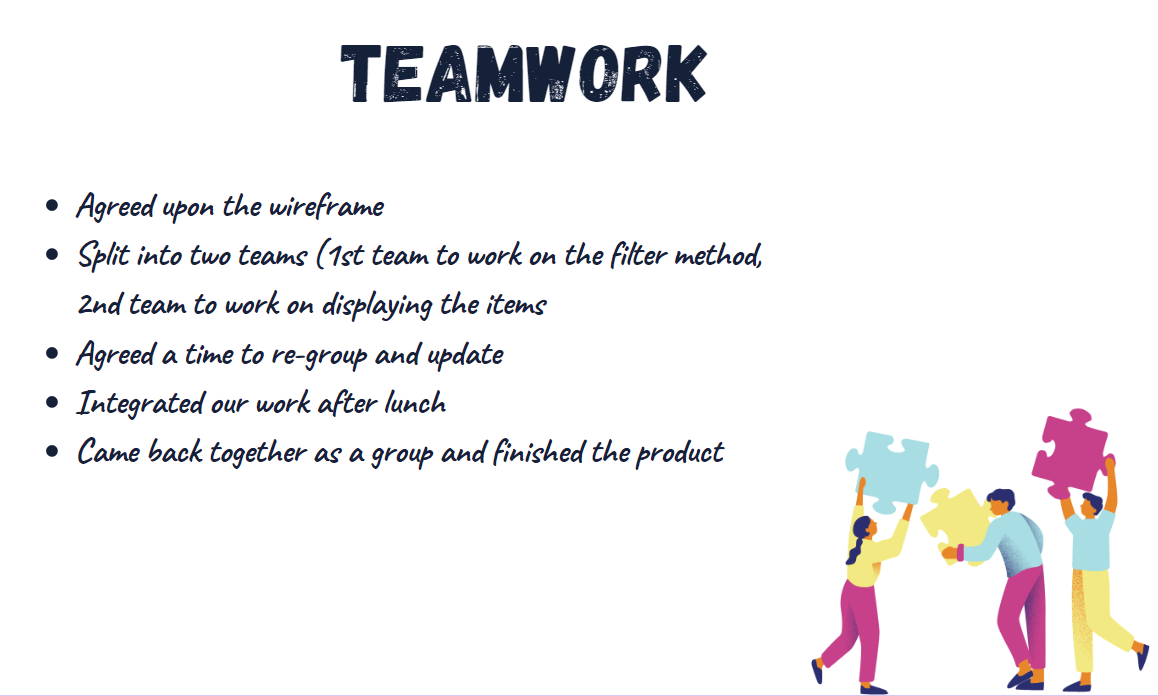 TEAMWORK
Agreed upon the wireframe
Split into two teams (1st team to work on the filter method,
2nd team to work on displaying the items
Agreed a time to re-group and update
Integrated our work after lunch
Came back together as a group and finished the product